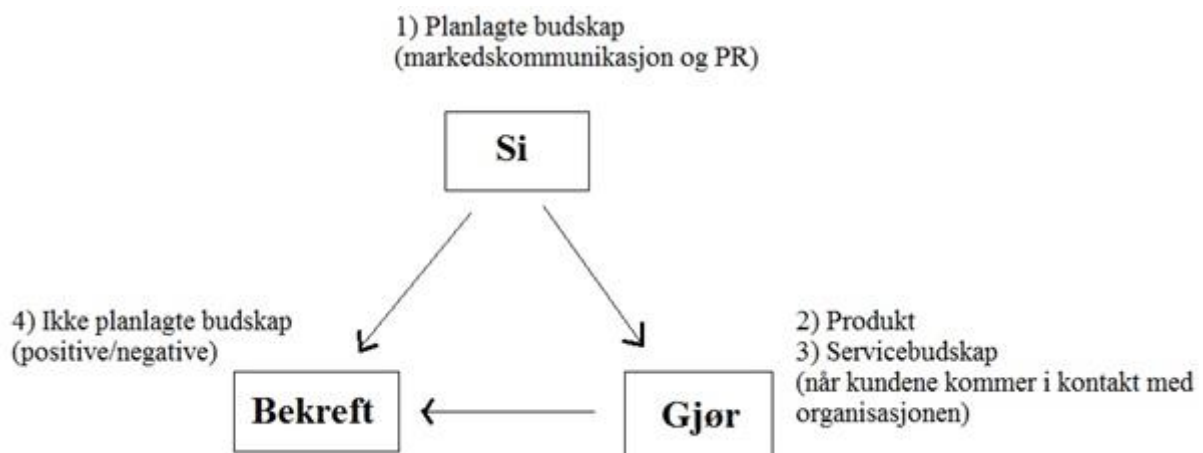 1) Planlagte budskap
(markedskommunikasjon og PR)
Si
4) Ikke planlagte budskap
(positive/negative)
2) Produkt
3) Servicebudskap
(når kundene kommer i kontakt med
organisasjonen)
Bekreft
Gjør